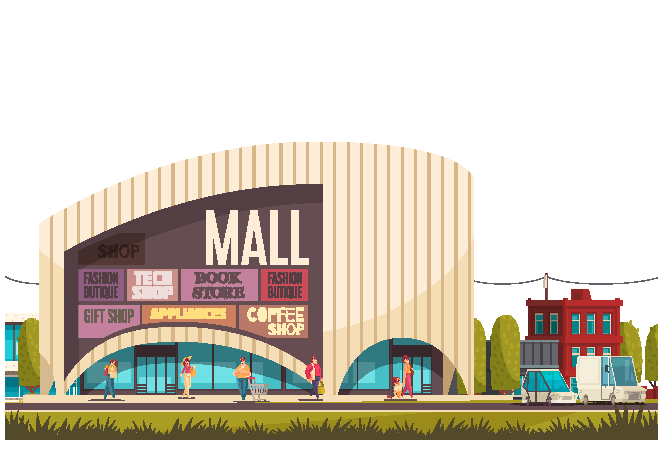 MALL
SHOP
FASHION
BUTIQUE
TECH
SHOP
BOOK
STORE
FASHION
BUTIQUE
GIFT SHOP
APPLIANCES
COFFEE
SHOP